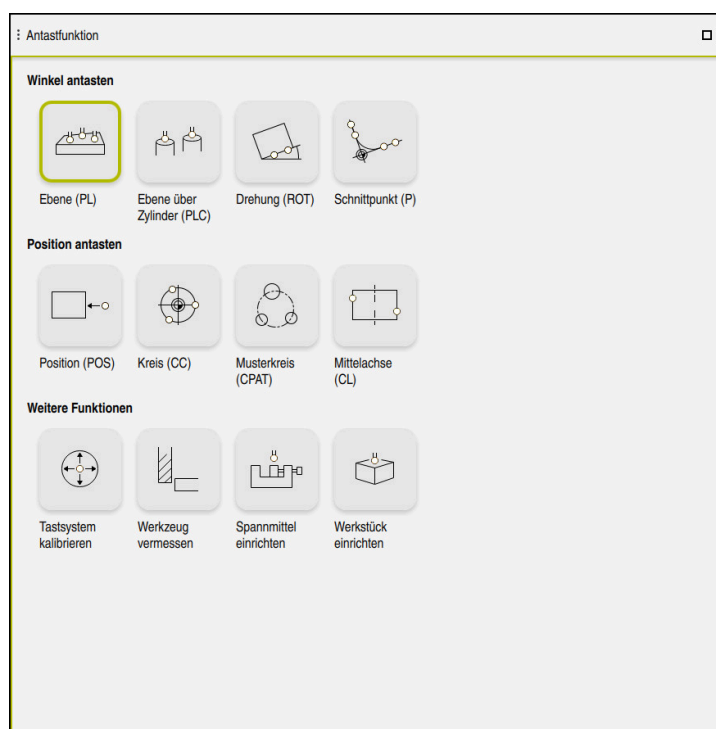 Antastfunktion
Winkel antasten
Ebene (PL)
Ebene über
Zylinder (PLC)
Drehung (ROT)
Schnittpunkt (P)
Position antasten
Position (POS)
Kreis (CC)
Musterkreis
(CPAT)
Mittelachse
(CL)
Weitere Funktionen
Tastsystem
kalibrieren
Werkzeug
vermessen
Spannmittel
einrichten
Werkstück
einrichten